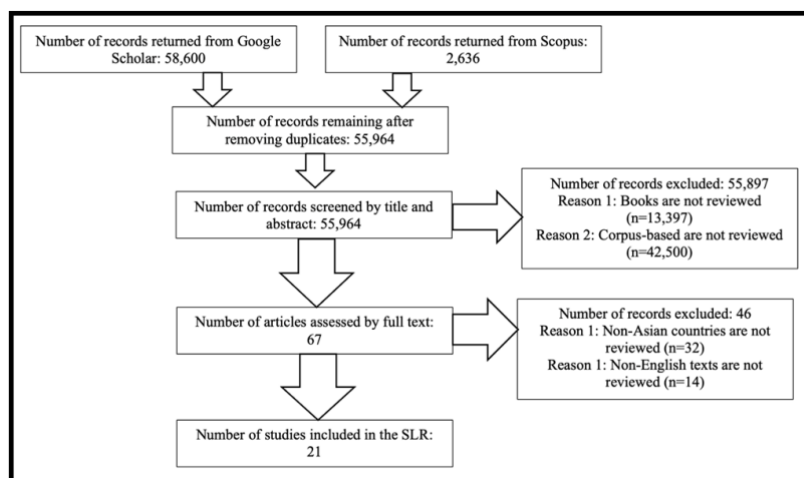 Number of records returned from Google
Scholar: 58,600
Number of records returned from Scopus:
2,636
Number of records remaining after
removing duplicates: 55,964
Number of records screened by title and
abstract: 55,964
Number of records excluded: 55,897
Reason 1: Books are not reviewed
(n=13,397)
Reason 2: Corpus-based are not reviewed
(n=42,500)
Number of articles assessed by full text:
67
Number of records excluded: 46
Reason 1: Non-Asian countries are not
reviewed (n=32)
Reason 1: Non-English texts are not
reviewed (n=14)
Number of studies included in the SLR:
21